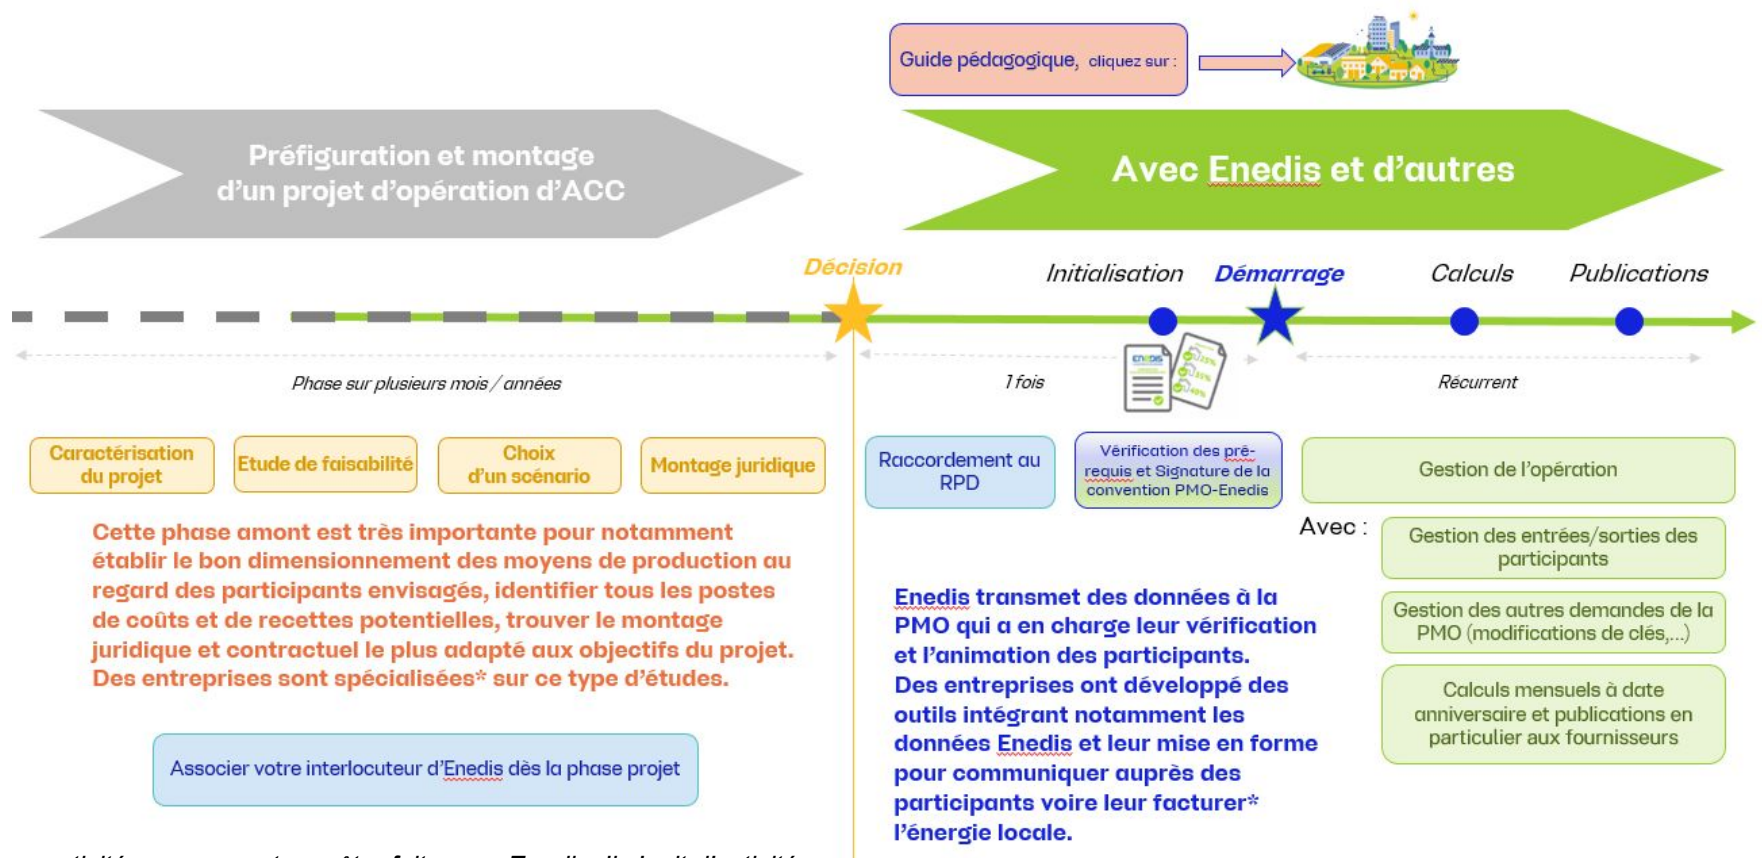 Guide pédagogique, cliquez sur :
Préfiguration et montage
d'un projet d'opération d'ACC
Avec Enedis et d'autres
Décision
Initialisation
Démarrage
Calculs
Publications
Phase sur plusieurs mois / années
1 fois
Récurrent
ENEDIS
25%
35%
40%
Caractérisation
du projet
Etude de faisabilité
Choix
d'un scénario
Montage juridique
Raccordement au
RPD
Vérification des pré-
requis et Signature de la
convention PMO-Enedis
Gestion de l'opération
Cette phase amont est très importante pour notamment
établir le bon dimensionnement des moyens de production au
regard des participants envisagés, identifier tous les postes
de coûts et de recettes potentielles, trouver le montage
juridique et contractuel le plus adapté aux objectifs du projet.
Des entreprises sont spécialisées* sur ce type d'études.
Associer votre interlocuteur d'Enedis dès la phase projet
Enedis transmet des données à la
PMO qui a en charge leur vérification
et l'animation des participants.
Des entreprises ont développé des
outils intégrant notamment les
données Enedis et leur mise en forme
pour communiquer auprès des
participants voire leur facturer*
l'énergie locale.
Avec :
Gestion des entrées/sorties des
participants
Gestion des autres demandes de la
PMO (modifications de clés,...)
Calculs mensuels à date
anniversaire et publications en
particulier aux fournisseurs